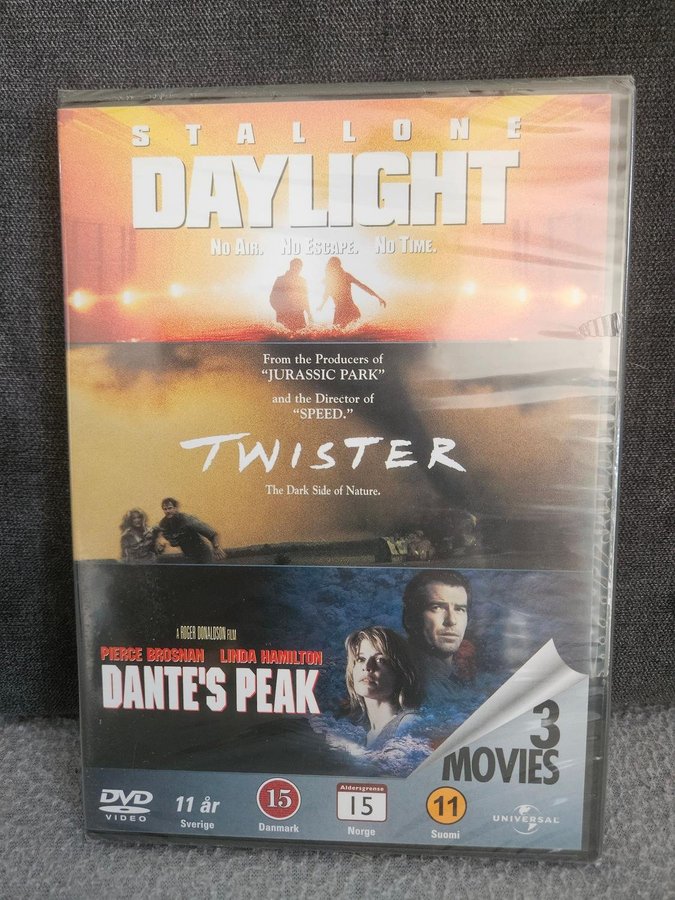 STALLONE
DAYLIGHT
NO AIR. NO ESCAPE. NO TIME.
From the Producers of
"JURASSIC PARK"
and the Director of
"SPEED."
TWISTER
The Dark Side of Nature.
A ROGER DONALDSON FILM
PIERCE BROSNAN LINDA HAMILTON
DANTE'S PEAK
3
MOVIES
DVD
VIDEO
11 år
Sverige
15
Danmark
Aldersgrense
15
Norge
11
Suomi
UNIVERSAL